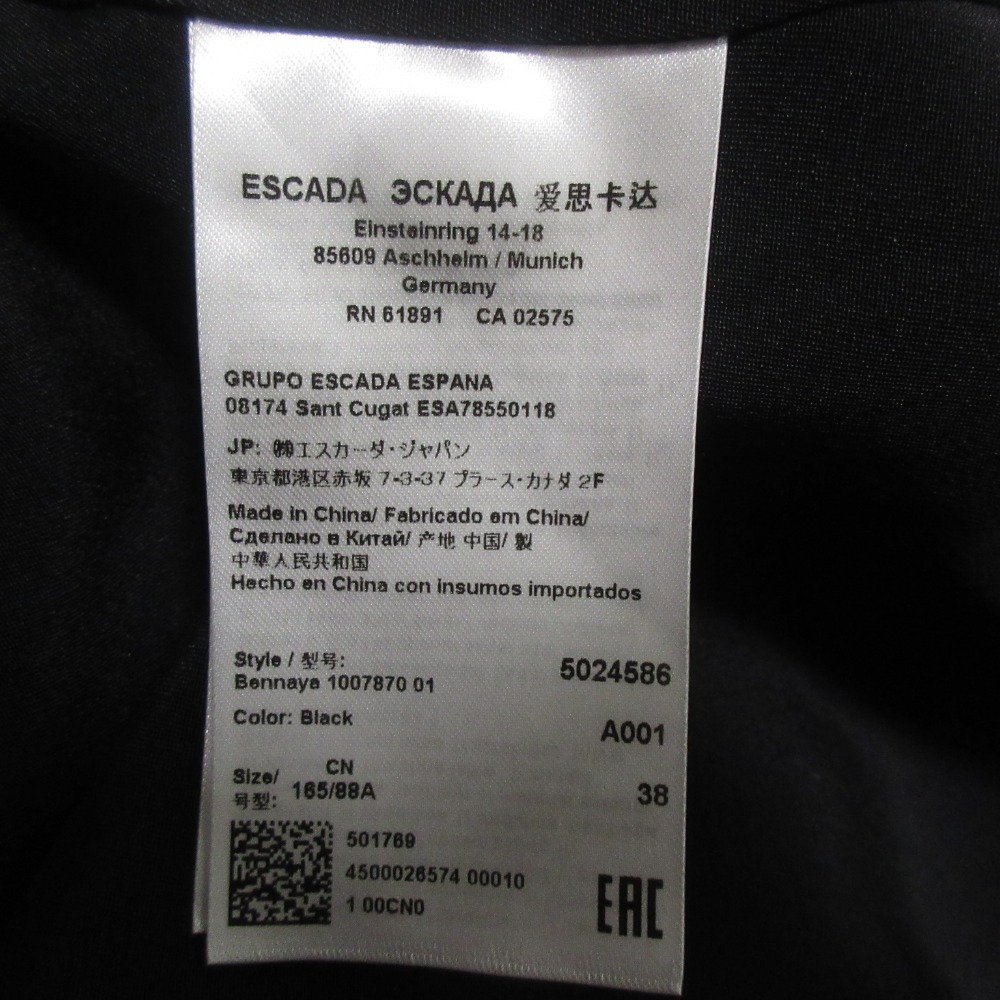 ESCADA ЭСКАДА 爱思卡达
Einsteinring 14-18
85609 Aschheim / Munich
Germany
RN 61891 CA 02575
GRUPO ESCADA ESPANA
08174 Sant Cugat ESA78550118
JP: ㈱エスカーダ・ジャパン
東京都港区赤坂 7-3-37 プラース・カナダ 2F
Made in China/ Fabricado em China/
Сделано в Китай/ 产地 中国/ 製
中華人民共和国
Hecho en China con insumos importados
Style / 型号: 5024586
Bennaya 1007870 01
Color: Black A001
CN
Size/ 165/88A 38
号型:
501769
4500026574 00010
1 00CN0
EAC